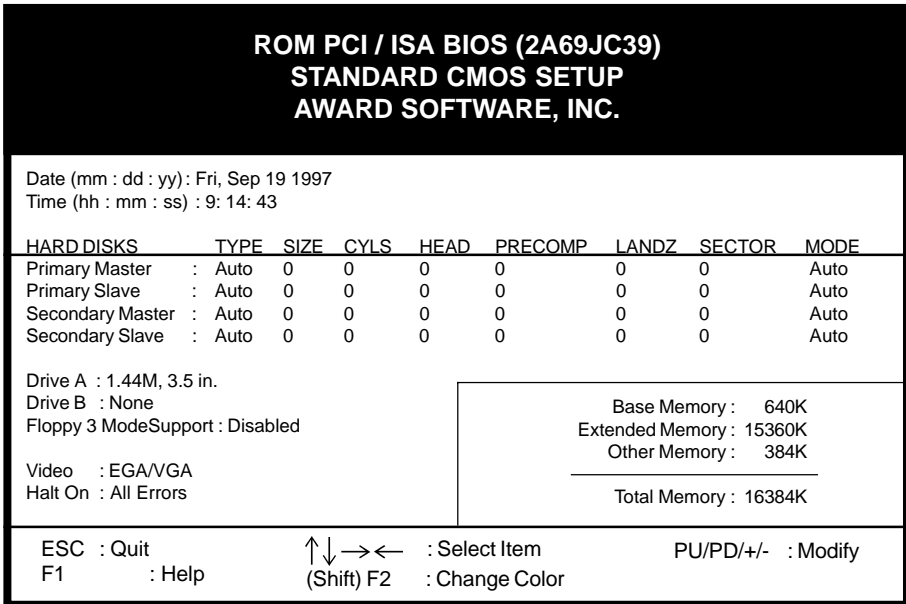 ROM PCI / ISA BIOS (2A69JC39)
STANDARD CMOS SETUP
AWARD SOFTWARE, INC.
Date (mm : dd : yy) : Fri, Sep 19 1997
Time (hh : mm : ss) : 9: 14: 43
HARD DISKS TYPE SIZE CYLS HEAD PRECOMP LANDZ SECTOR MODE
Primary Master : Auto 0 0 0 0 0 0 Auto
Primary Slave : Auto 0 0 0 0 0 0 Auto
Secondary Master : Auto 0 0 0 0 0 0 Auto
Secondary Slave : Auto 0 0 0 0 0 0 Auto
Drive A : 1.44M, 3.5 in.
Drive B : None
Floppy 3 ModeSupport : Disabled
Video : EGA/VGA
Halt On : All Errors
Base Memory : 640K
Extended Memory : 15360K
Other Memory : 384K
Total Memory : 16384K
ESC : Quit ↑↓→← : Select Item PU/PD/+/- : Modify
F1 : Help (Shift) F2 : Change Color